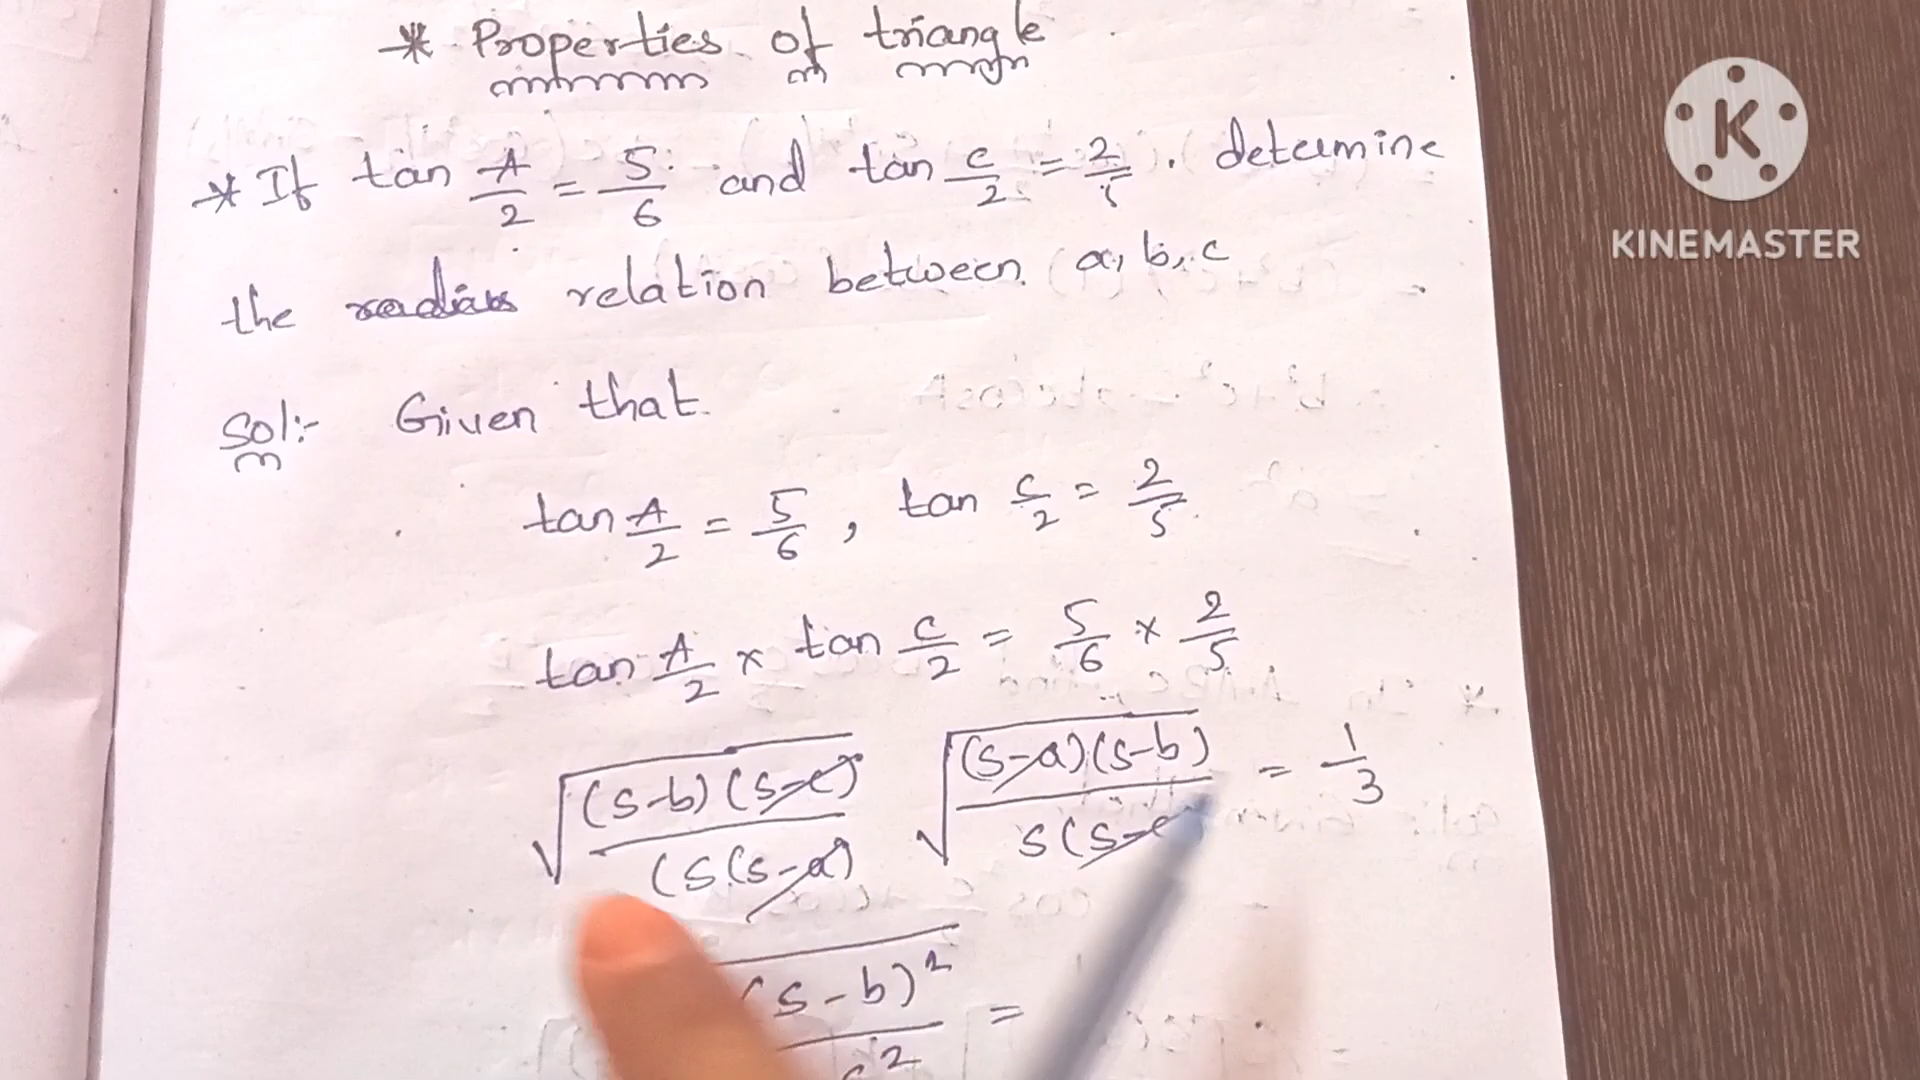 * Properties of triangle
* If tan A/2 = 5/6 and tan C/2 = 2/5. determine
the relation between a, b, c
Sol:- Given that
tan A/2 = 5/6, tan C/2 = 2/5
tan A/2 × tan C/2 = 5/6 × 2/5
√((s-b)(s-c)/(s(s-a)) √((s-a)(s-b)/s(s-c = 1/3
(s-b)²/s² =
K
KINEMASTER